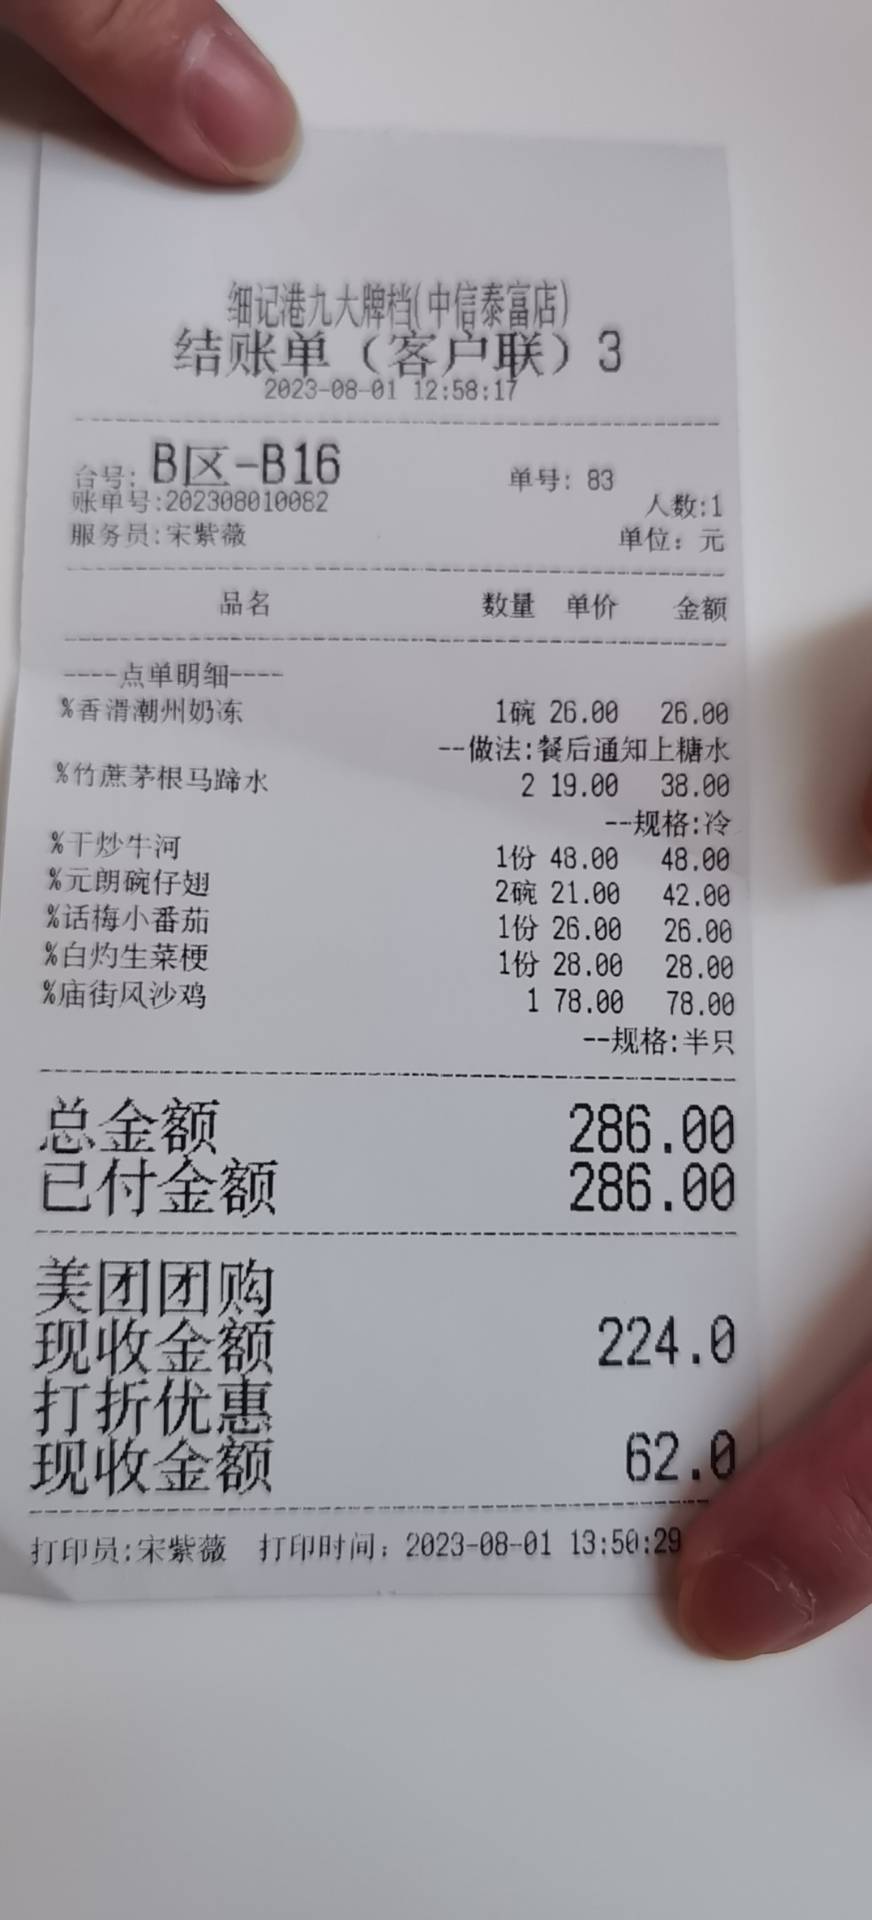 细记港九大牌档(中信泰富店)
结账单（客户联）3
2023-08-01 12:58:17
台号: B区-B16 单号: 83
账单号:202308010082 人数:1
服务员:宋紫薇 单位: 元
品名 数量 单价 金额
----点单明细----
%香滑潮州奶冻 1碗 26.00 26.00
--做法:餐后通知上糖水
%竹蔗茅根马蹄水 2 19.00 38.00
--规格:冷
%干炒牛河 1份 48.00 48.00
%元朗碗仔翅 2碗 21.00 42.00
%话梅小番茄 1份 26.00 26.00
%白灼生菜梗 1份 28.00 28.00
%庙街风沙鸡 1 78.00 78.00
--规格:半只
总金额 286.00
已付金额 286.00
美团团购
现收金额 224.0
打折优惠
现收金额 62.0
打印员:宋紫薇 打印时间: 2023-08-01 13:50:29